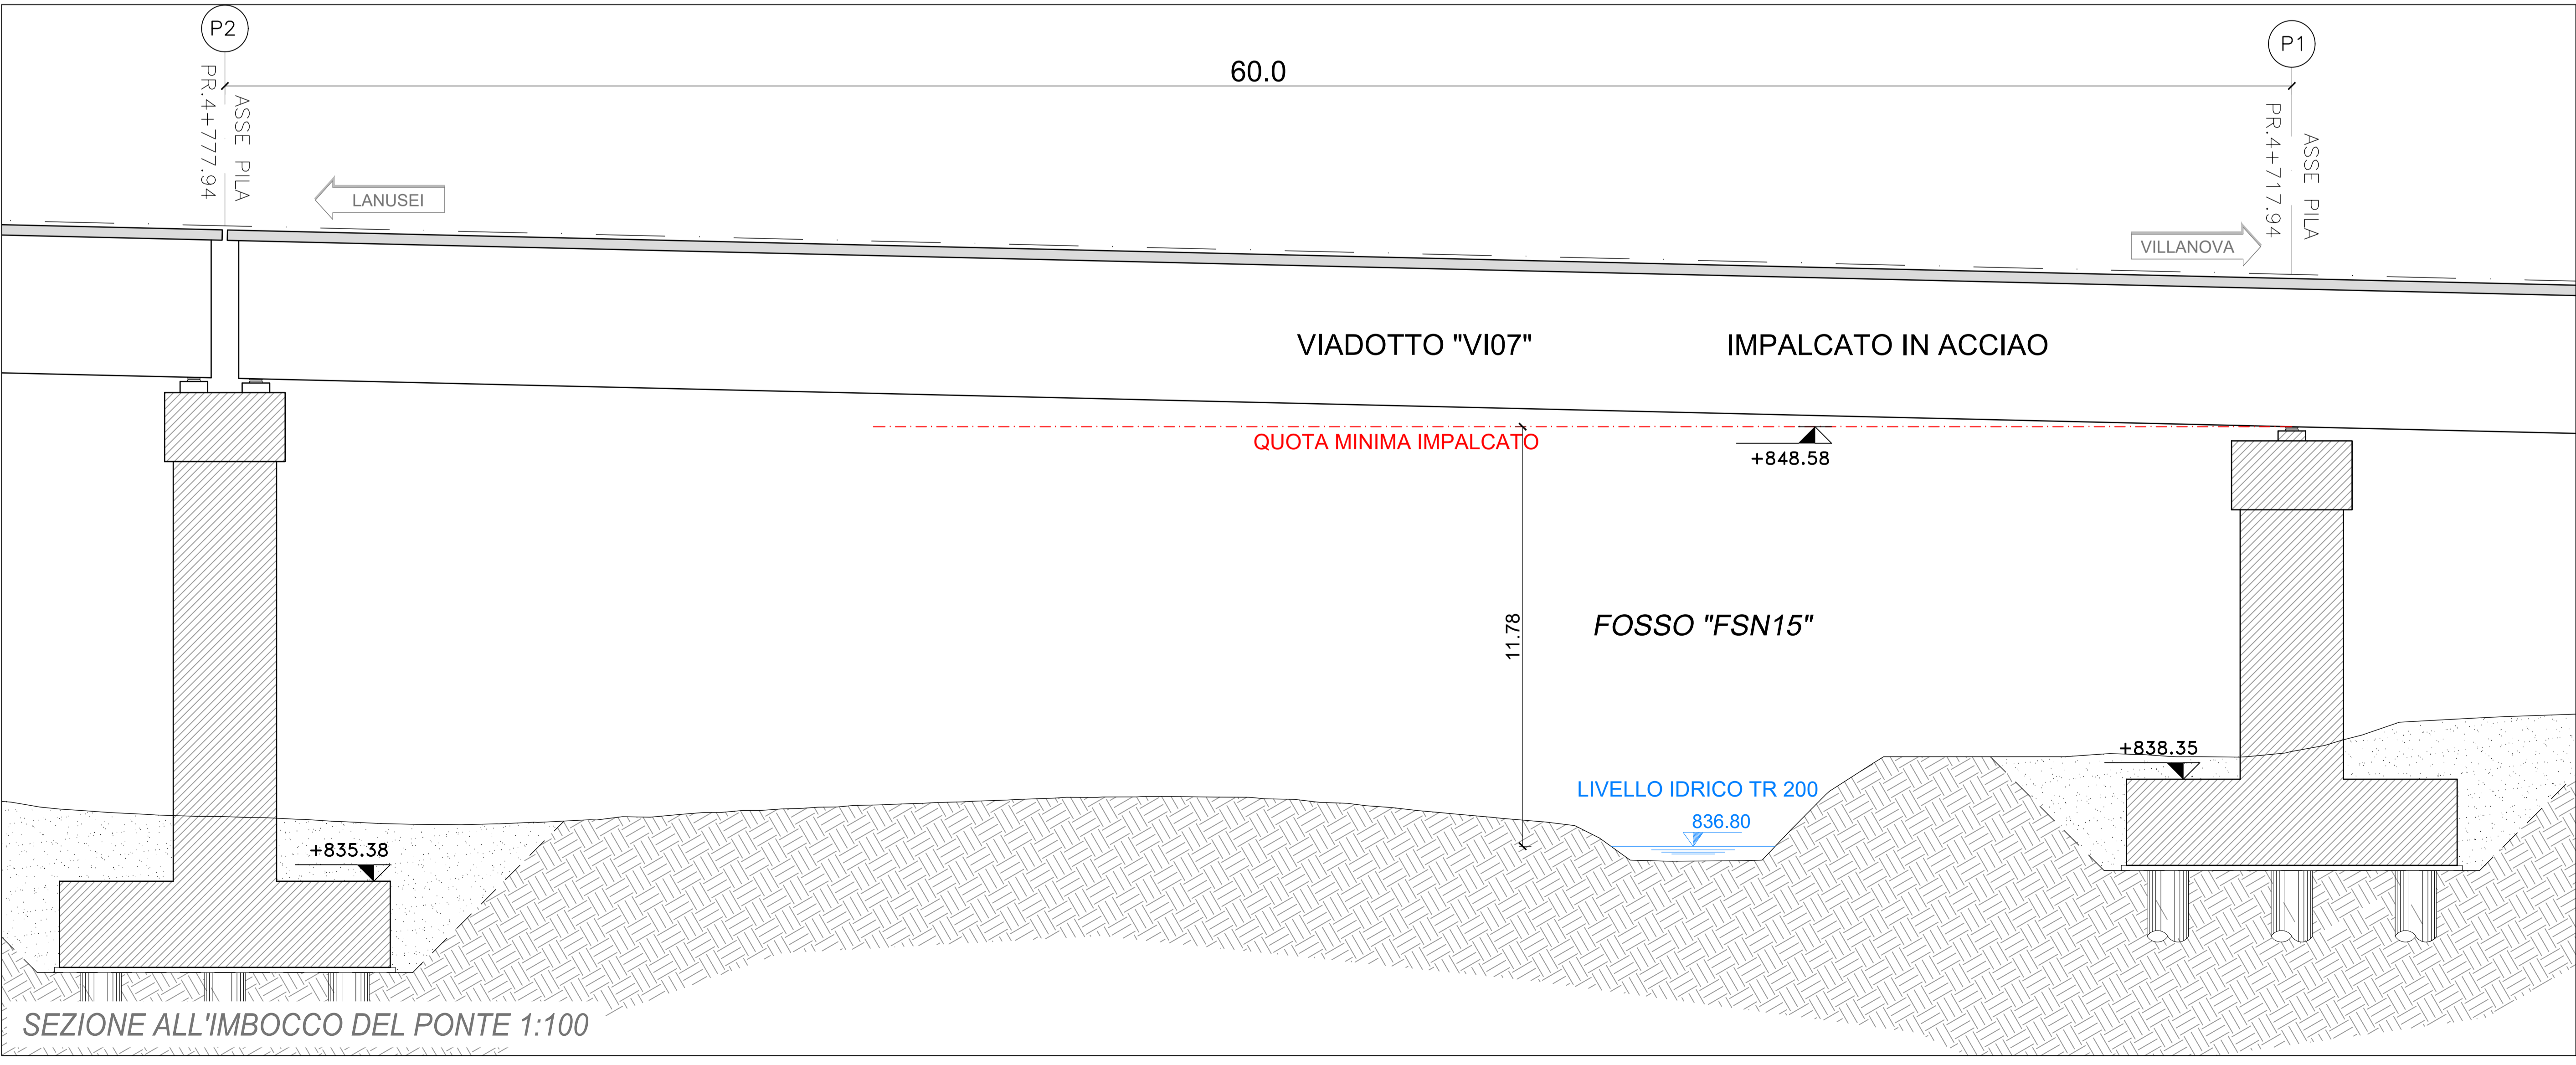 P2
P1
60.0
PR.4+777.94
ASSE PILA
PR.4+717.94
ASSE PILA
LANUSEI
VILLANOVA
VIADOTTO "VI07"
IMPALCATO IN ACCIAO
QUOTA MINIMA IMPALCATO
+848.58
11.78
FOSSO "FSN15"
+838.35
LIVELLO IDRICO TR 200
836.80
+835.38
SEZIONE ALL'IMBOCCO DEL PONTE 1:100